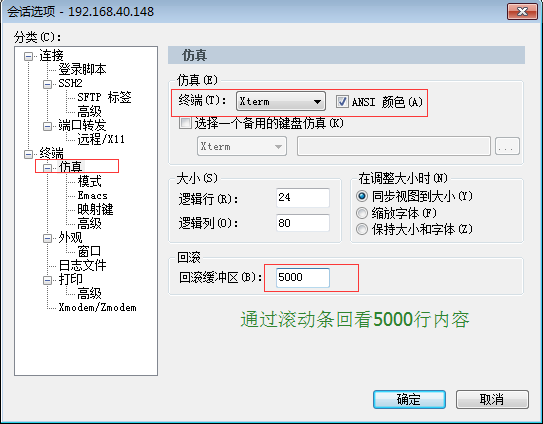 会话选项 - 192.168.40.148
分类(C):
连接
登录脚本
SSH2
SFTP 标签
高级
端口转发
远程/X11
终端
仿真
模式
Emacs
映射键
高级
外观
窗口
日志文件
打印
高级
Xmodem/Zmodem
仿真
仿真(E)
终端(T): Xterm ANSI 颜色(A)
选择一个备用的键盘仿真(K)
Xterm ...
大小(S)
逻辑行(R): 24
逻辑列(O): 80
在调整大小时(N)
同步视图到大小(Y)
缩放字体(F)
保持大小和字体(Z)
回滚
回滚缓冲区(B): 5000
通过滚动条回看5000行内容
确定 取消